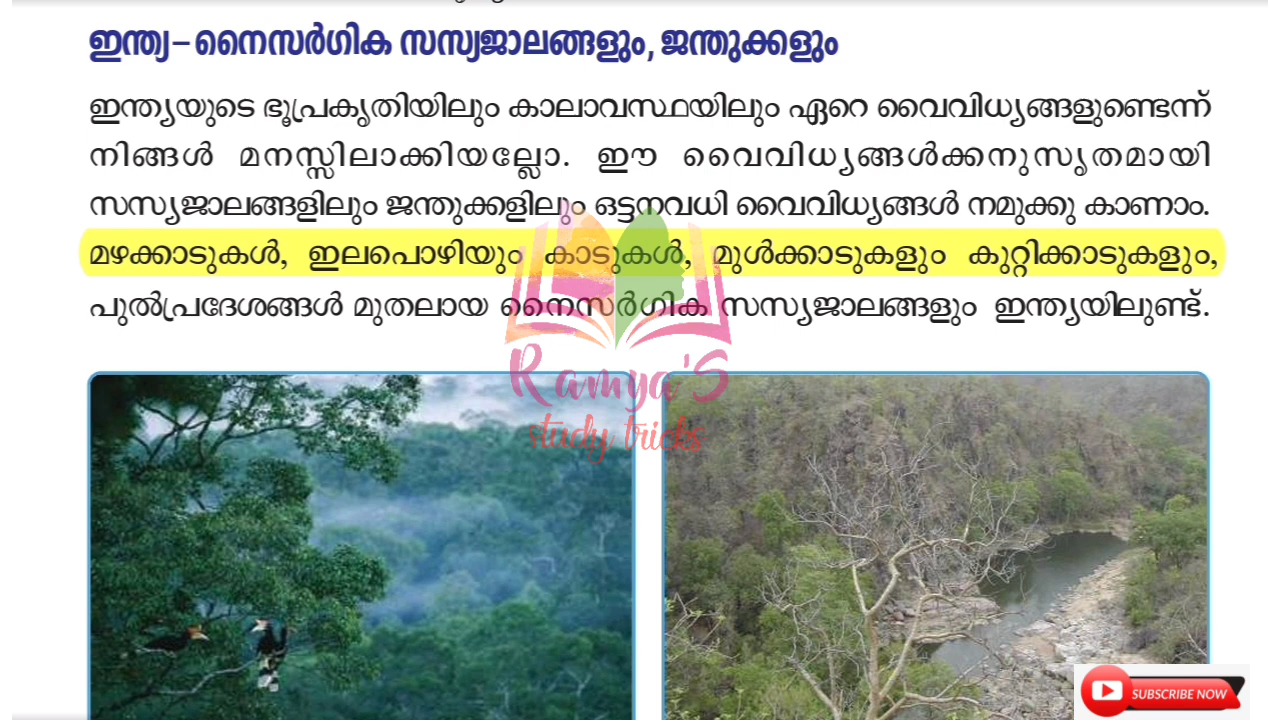 ഇന്ത്യ – നൈസർഗിക സസ്യജാലങ്ങളും, ജന്തുക്കളും
ഇന്ത്യയുടെ ഭൂപ്രകൃതിയിലും കാലാവസ്ഥയിലും ഏറെ വൈവിധ്യങ്ങളുണ്ടെന്ന്
നിങ്ങൾ മനസ്സിലാക്കിയല്ലോ. ഈ വൈവിധ്യങ്ങൾക്കനുസൃതമായി
സസ്യജാലങ്ങളിലും ജന്തുക്കളിലും ഒട്ടനവധി വൈവിധ്യങ്ങൾ നമുക്കു കാണാം.
മഴക്കാടുകൾ, ഇലപൊഴിയും കാടുകൾ, മുൾക്കാടുകളും കുറ്റിക്കാടുകളും,
പുൽപ്രദേശങ്ങൾ മുതലായ നൈസർഗിക സസ്യജാലങ്ങളും ഇന്ത്യയിലുണ്ട്.
Ramya'S
study tricks
SUBSCRIBE NOW